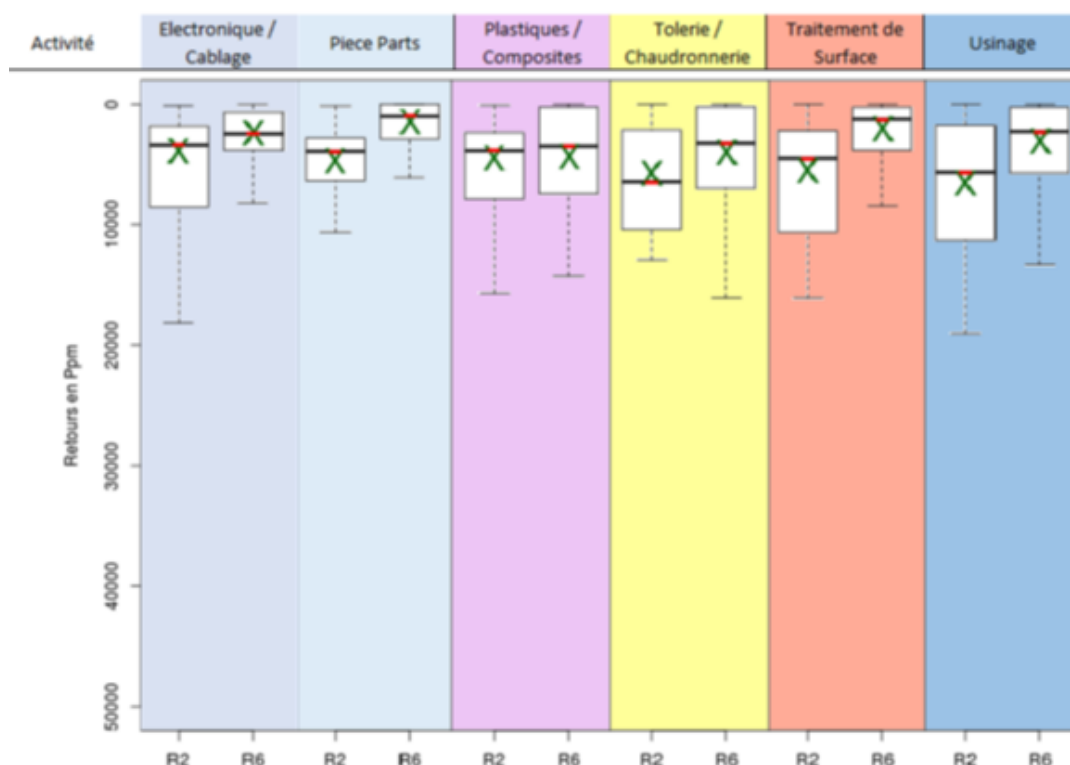 Activité
Electronique /
Cablage
Piece Parts
Plastiques /
Composites
Tolerie /
Chaudronnerie
Traitement de
Surface
Usinage
Retours en Ppm
0
10000
20000
30000
40000
50000
R2 R6 R2 R6 R2 R6 R2 R6 R2 R6 R2 R6